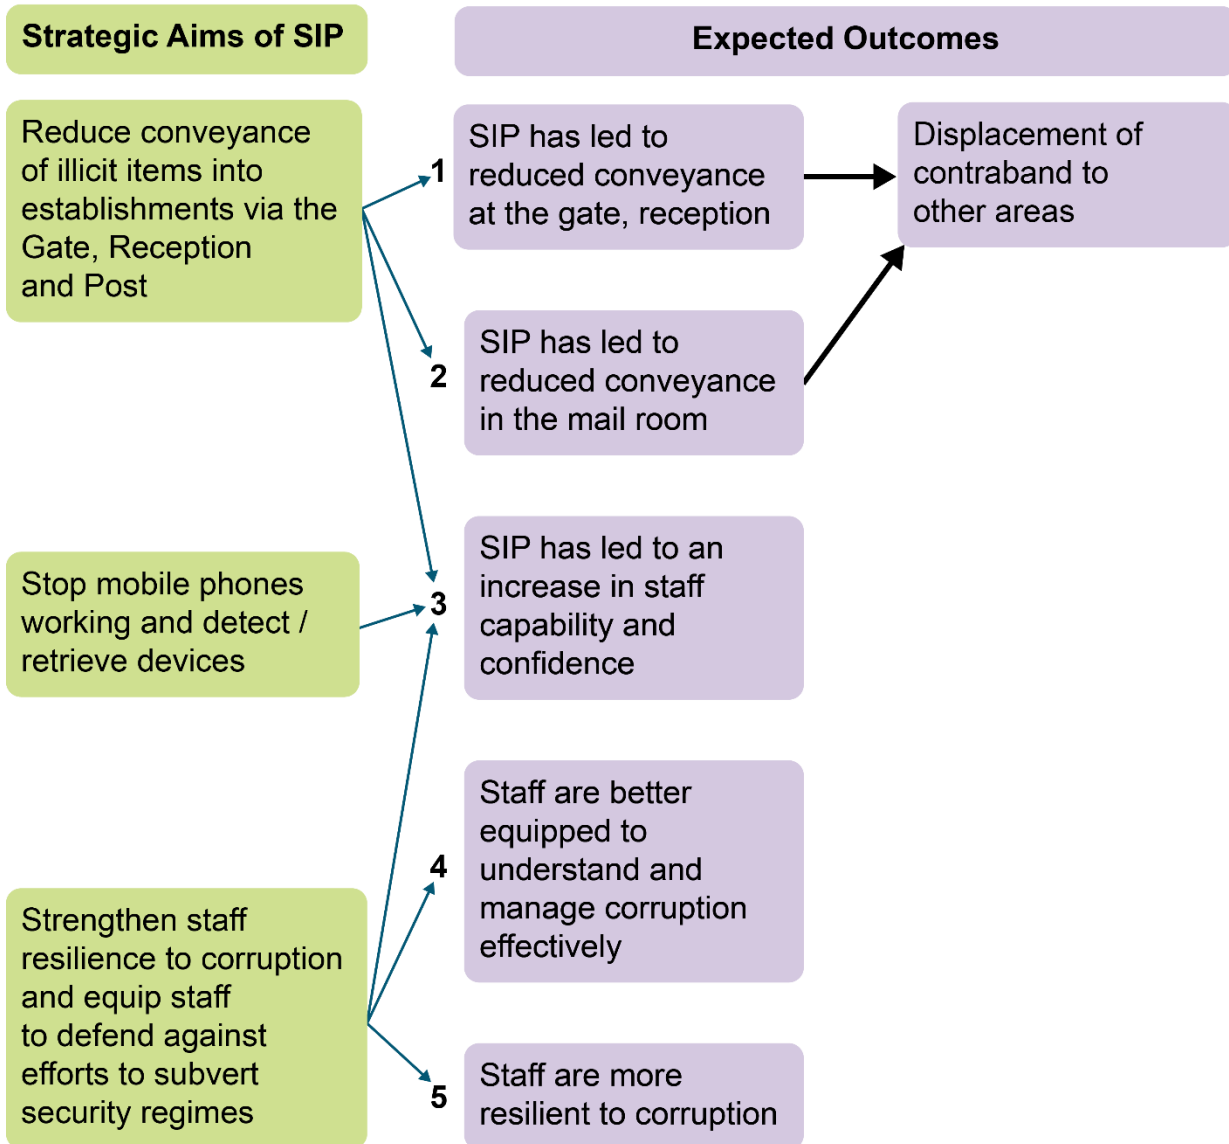 Strategic Aims of SIP
Expected Outcomes
Reduce conveyance
of illicit items into
establishments via the
Gate, Reception
and Post
1
SIP has led to
reduced conveyance
at the gate, reception
Displacement of
contraband to
other areas
2
SIP has led to
reduced conveyance
in the mail room
Stop mobile phones
working and detect /
retrieve devices
3
SIP has led to an
increase in staff
capability and
confidence
Strengthen staff
resilience to corruption
and equip staff
to defend against
efforts to subvert
security regimes
4
Staff are better
equipped to
understand and
manage corruption
effectively
5
Staff are more
resilient to corruption